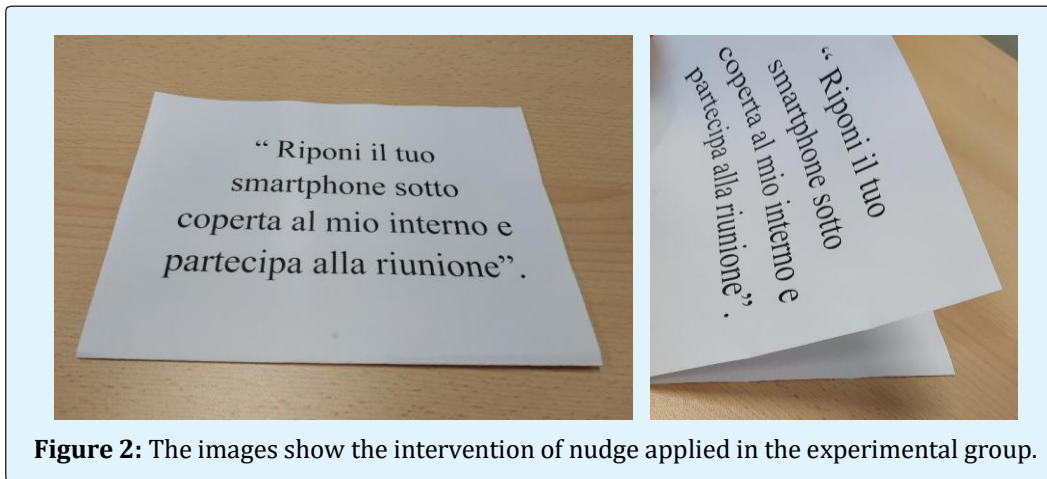 “ Riponi il tuo
smartphone sotto
coperta al mio interno e
partecipa alla riunione”.
“ Riponi il tuo
smartphone sotto
coperta al mio interno e
partecipa alla riunione”.
Figure 2: The images show the intervention of nudge applied in the experimental group.